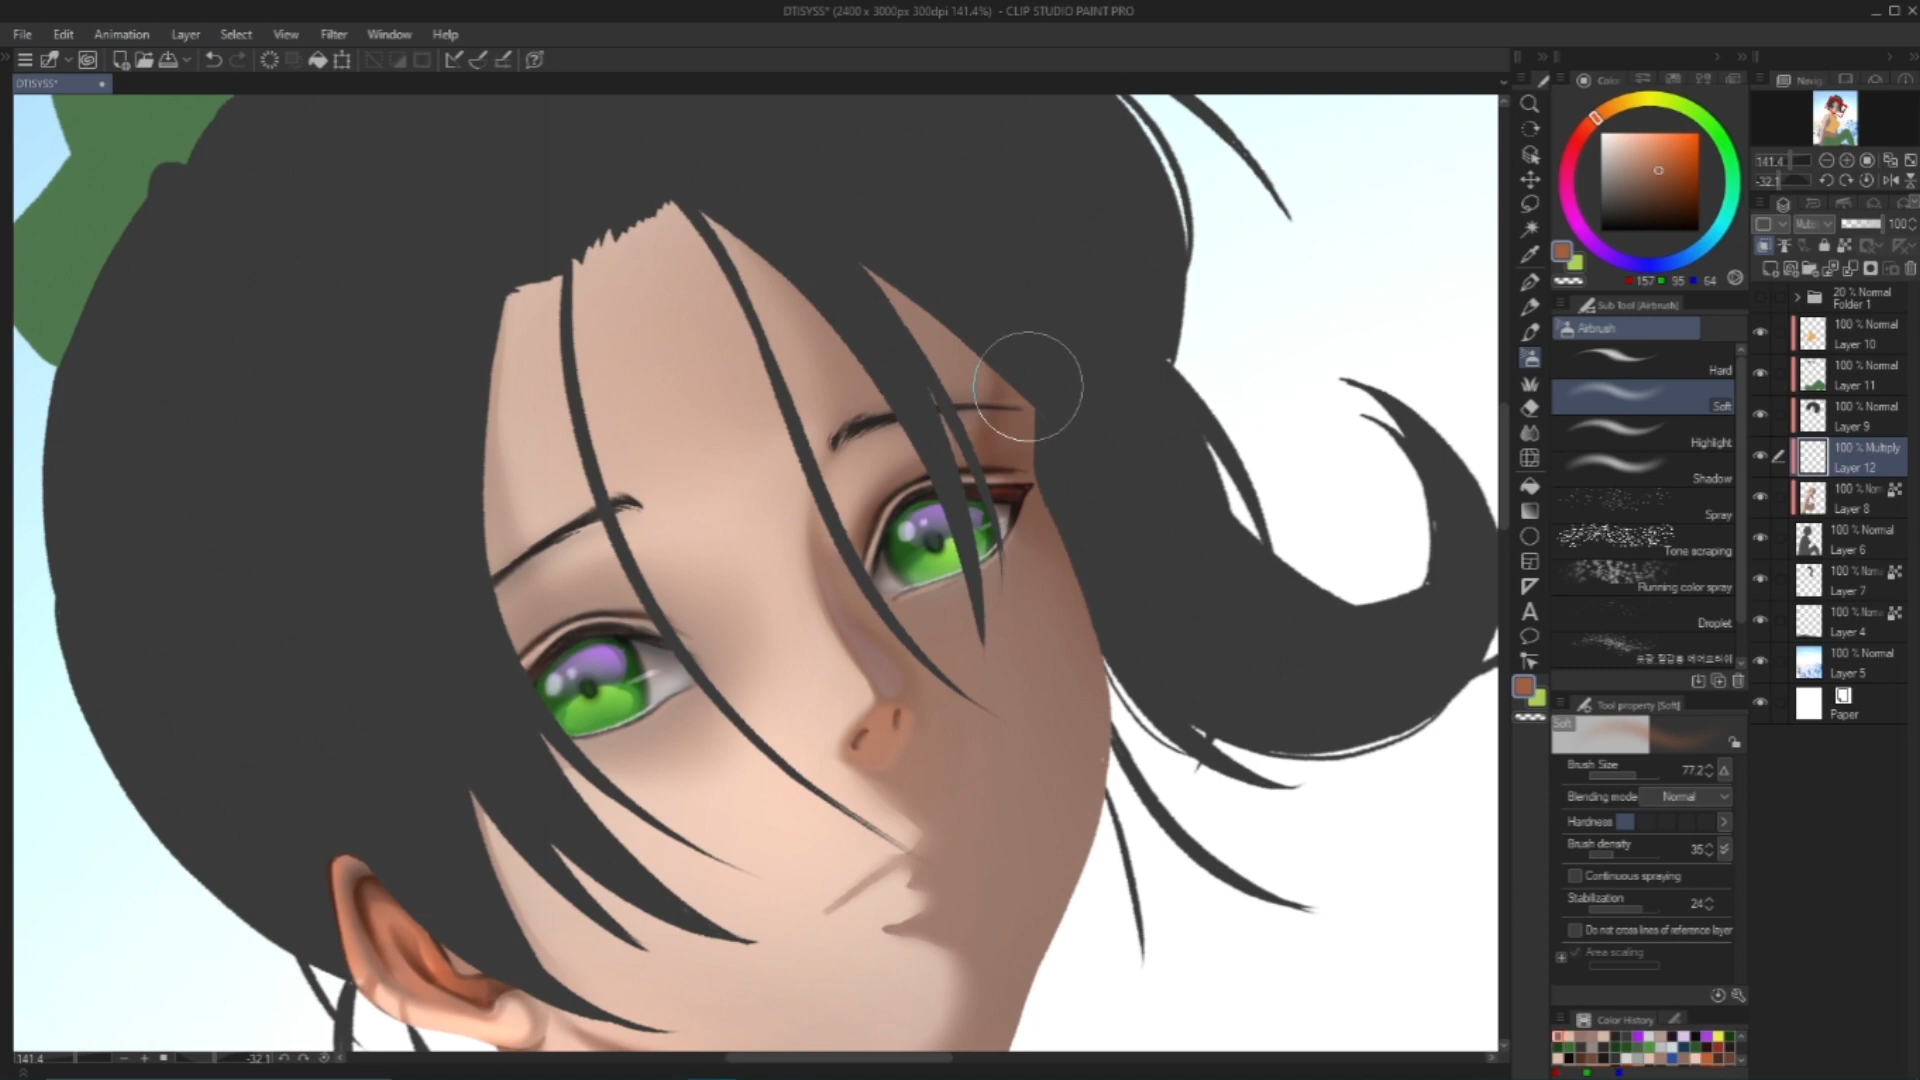 DTISYSS* (2400 x 3000px 300dpi 141.4%) - CLIP STUDIO PAINT PRO
File Edit Animation Layer Select View Filter Window Help
DTISYSS*
Color
Navig
141.4
-32.1
100
157 95 64
20 % Normal
Folder 1
Sub Tool [Airbrush]
Airbrush
100 % Normal
Layer 10
Hard
100 % Normal
Layer 11
Soft
100 % Normal
Layer 9
Highlight
100 % Multiply
Layer 12
Shadow
100 % Norn
Layer 8
Spray
100 % Normal
Layer 6
Tone scraping
100 % Norma
Layer 7
Running color spray
100 % Norma
Layer 4
Droplet
100 % Normal
Layer 5
Tool property [Soft]
Paper
Soft
Brush Size 77.2
Blending mode Normal
Hardness
Brush density 35
Continuous spraying
Stabilization 24
Do not cross lines of reference layer
Area scaling
Color History
141.4 -32.1